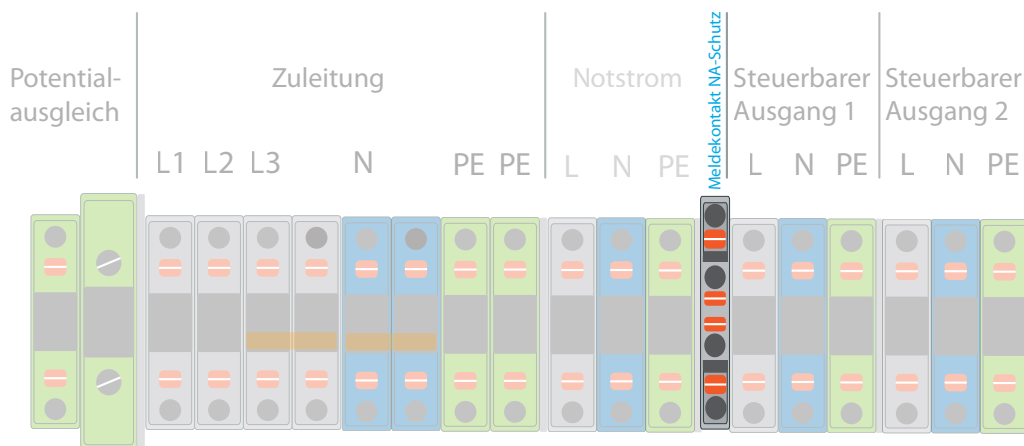 Potential-
ausgleich
Zuleitung
Notstrom
Meldekontakt NA-Schutz
Steuerbarer
Ausgang 1
Steuerbarer
Ausgang 2
L1 L2 L3 N PE PE L N PE L N PE L N PE